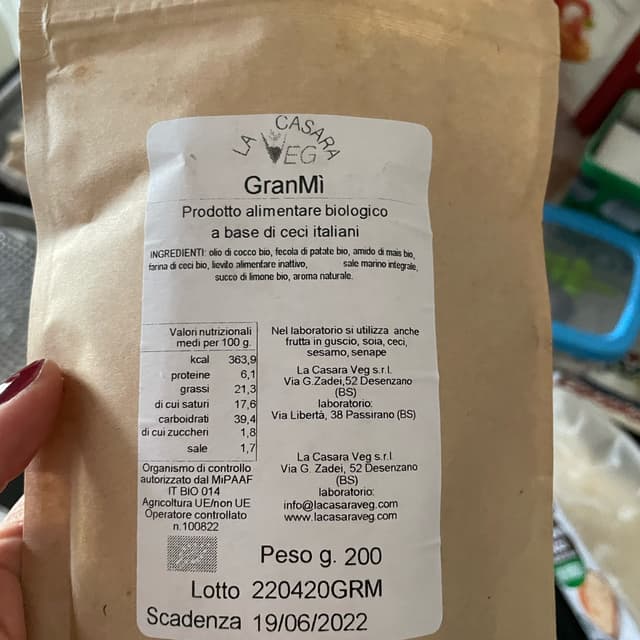 LA CASARA
VEG
GranMì
Prodotto alimentare biologico
a base di ceci italiani
INGREDIENTI: olio di cocco bio, fecola di patate bio, amido di mais bio,
farina di ceci bio, lievito alimentare inattivo, sale marino integrale,
succo di limone bio, aroma naturale.
Valori nutrizionali
medi per 100 g.
kcal 363,9
proteine 6,1
grassi 21,3
di cui saturi 17,6
carboidrati 39,4
di cui zuccheri 1,8
sale 1,7
Organismo di controllo
autorizzato dal MiPAAF
IT BIO 014
Agricoltura UE/non UE
Operatore controllato
n.100822
Nel laboratorio si utilizza anche
frutta in guscio, soia, ceci,
sesamo, senape
La Casara Veg s.r.l.
Via G.Zadei,52 Desenzano
(BS)
laboratorio:
Via Libertà, 38 Passirano (BS)
La Casara Veg s.r.l.
Via G. Zadei, 52 Desenzano
(BS)
laboratorio:
info@lacasaraveg.com
www.lacasaraveg.com
Peso g. 200
Lotto 220420GRM
Scadenza 19/06/2022